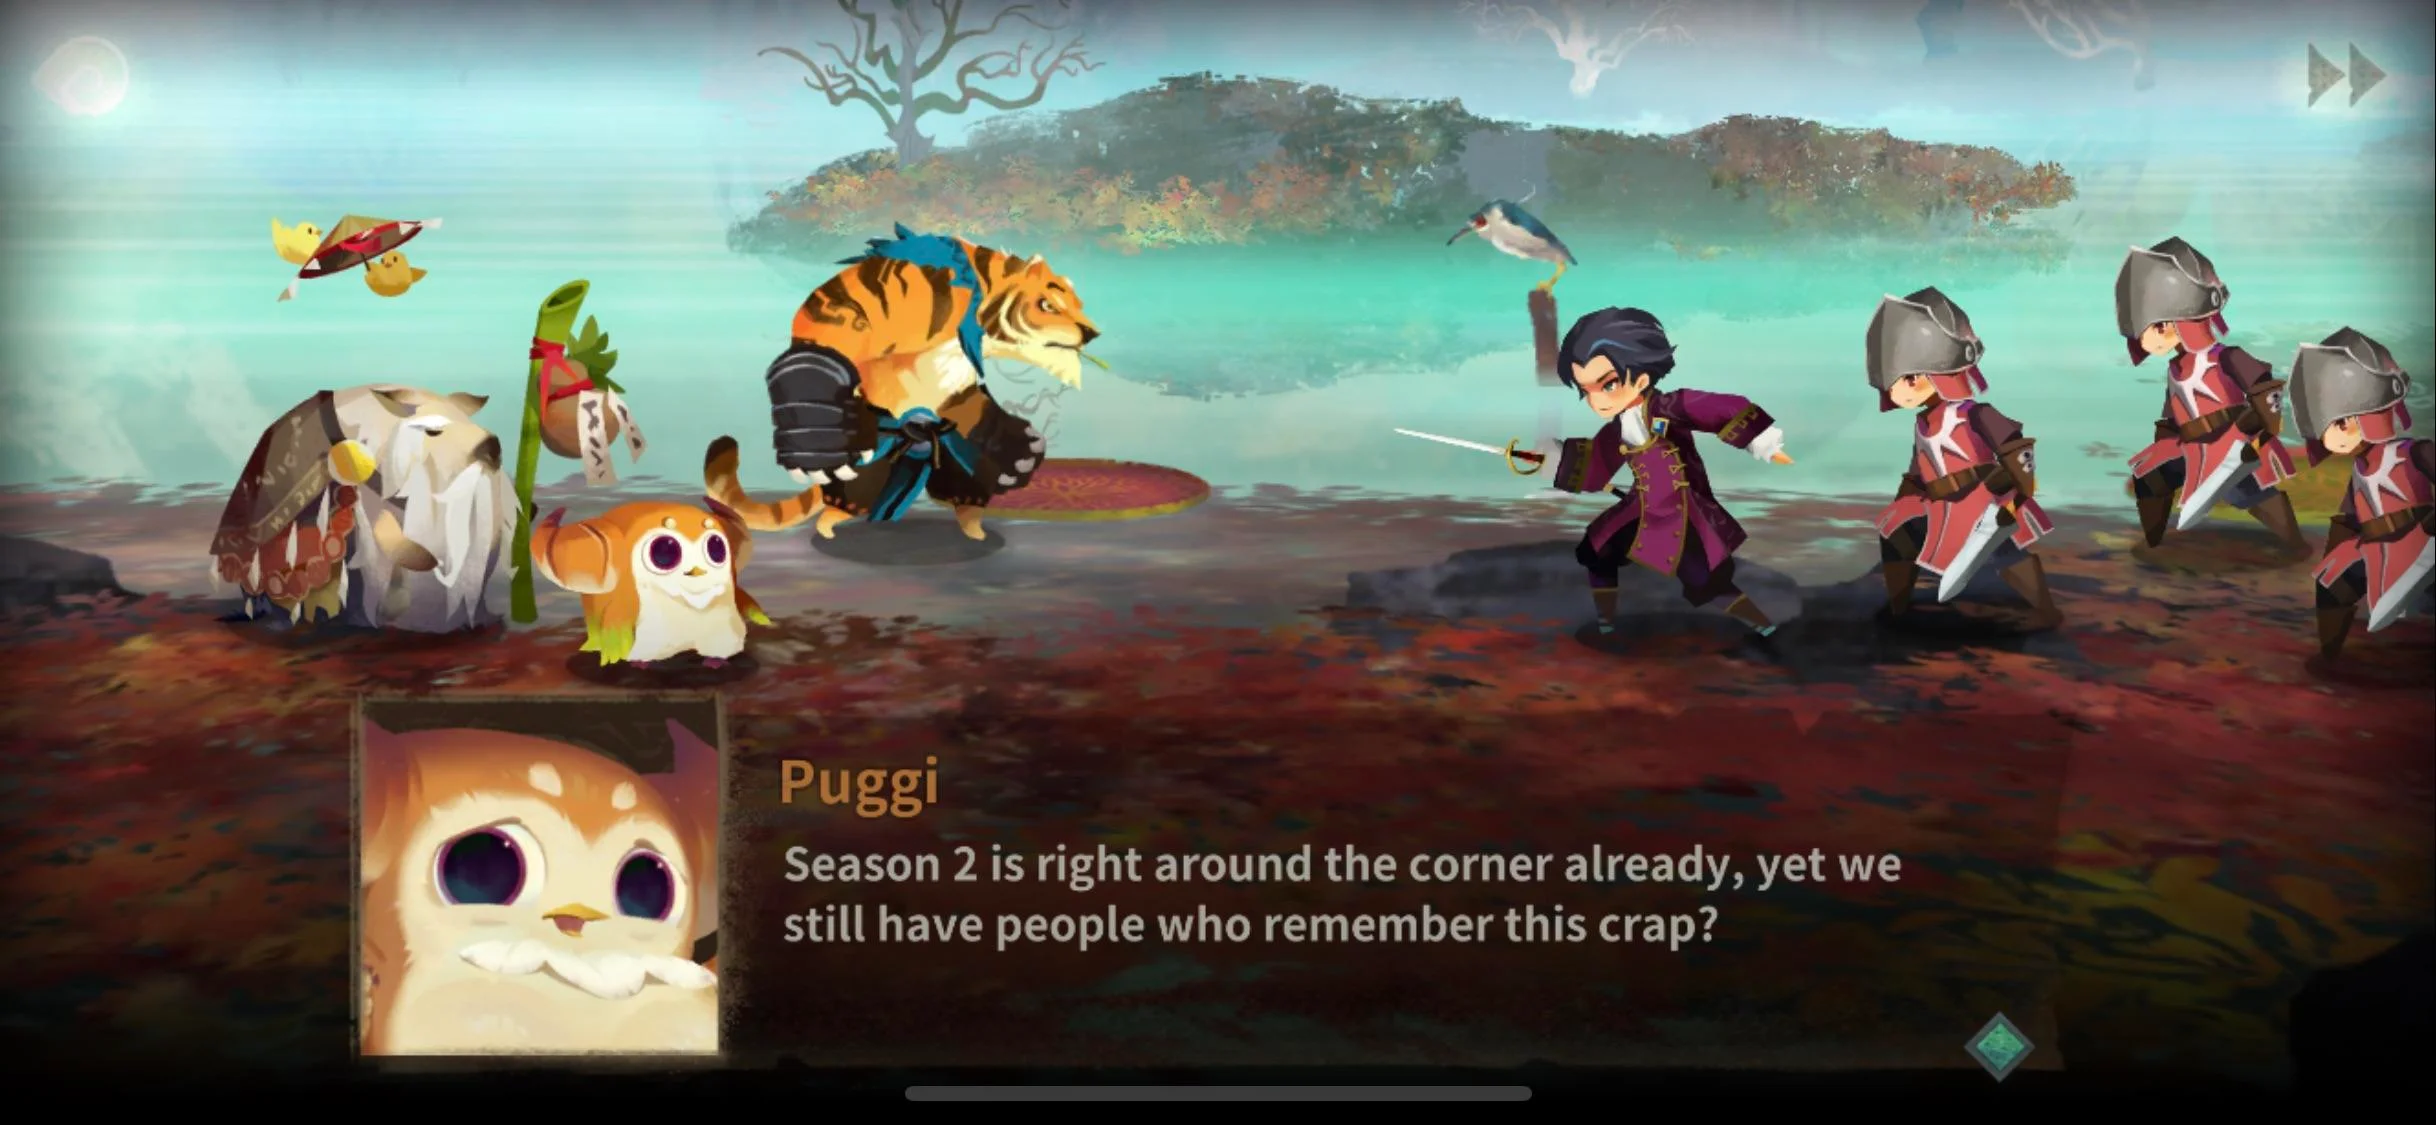 Puggi
Season 2 is right around the corner already, yet we
still have people who remember this crap?